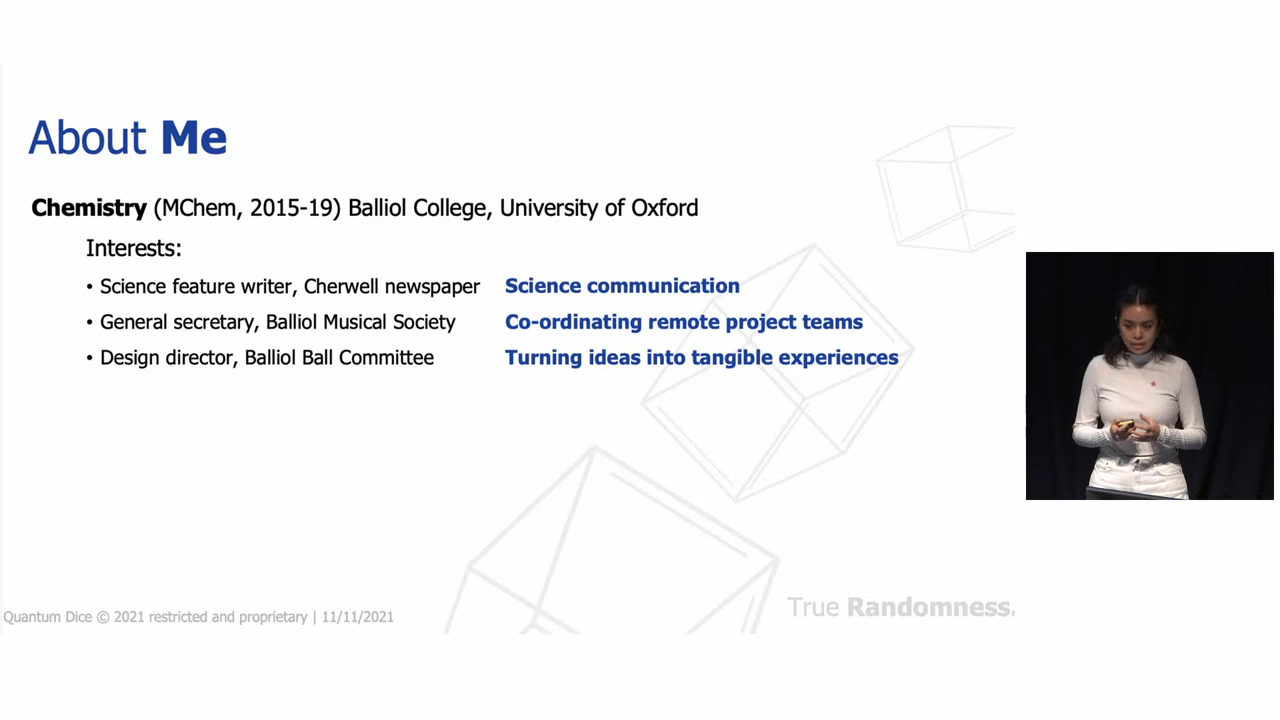 About Me
Chemistry (MChem, 2015-19) Balliol College, University of Oxford
Interests:
• Science feature writer, Cherwell newspaper Science communication
• General secretary, Balliol Musical Society Co-ordinating remote project teams
• Design director, Balliol Ball Committee Turning ideas into tangible experiences
Quantum Dice © 2021 restricted and proprietary | 11/11/2021
True Randomness.